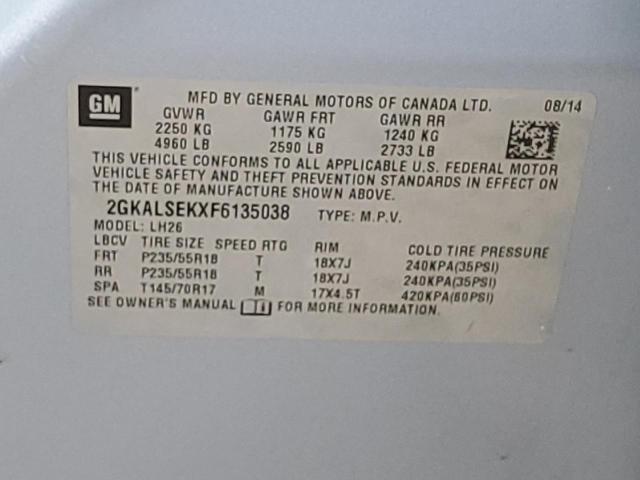 GM
MFD BY GENERAL MOTORS OF CANADA LTD. 08/14
GVWR GAWR FRT GAWR RR
2250 KG 1175 KG 1240 KG
4960 LB 2590 LB 2733 LB
THIS VEHICLE CONFORMS TO ALL APPLICABLE U.S. FEDERAL MOTOR
VEHICLE SAFETY AND THEFT PREVENTION STANDARDS IN EFFECT ON
THE DATE OF MANUFACTURE SHOWN ABOVE.
2GKALSEKXF6135038 TYPE: M.P.V.
MODEL: LH26
LBCV TIRE SIZE SPEED RTG RIM COLD TIRE PRESSURE
FRT P235/55R18 T 18X7J 240KPA(35PSI)
RR P235/55R18 T 18X7J 240KPA(35PSI)
SPA T145/70R17 M 17X4.5T 420KPA(60PSI)
SEE OWNER'S MANUAL FOR MORE INFORMATION.